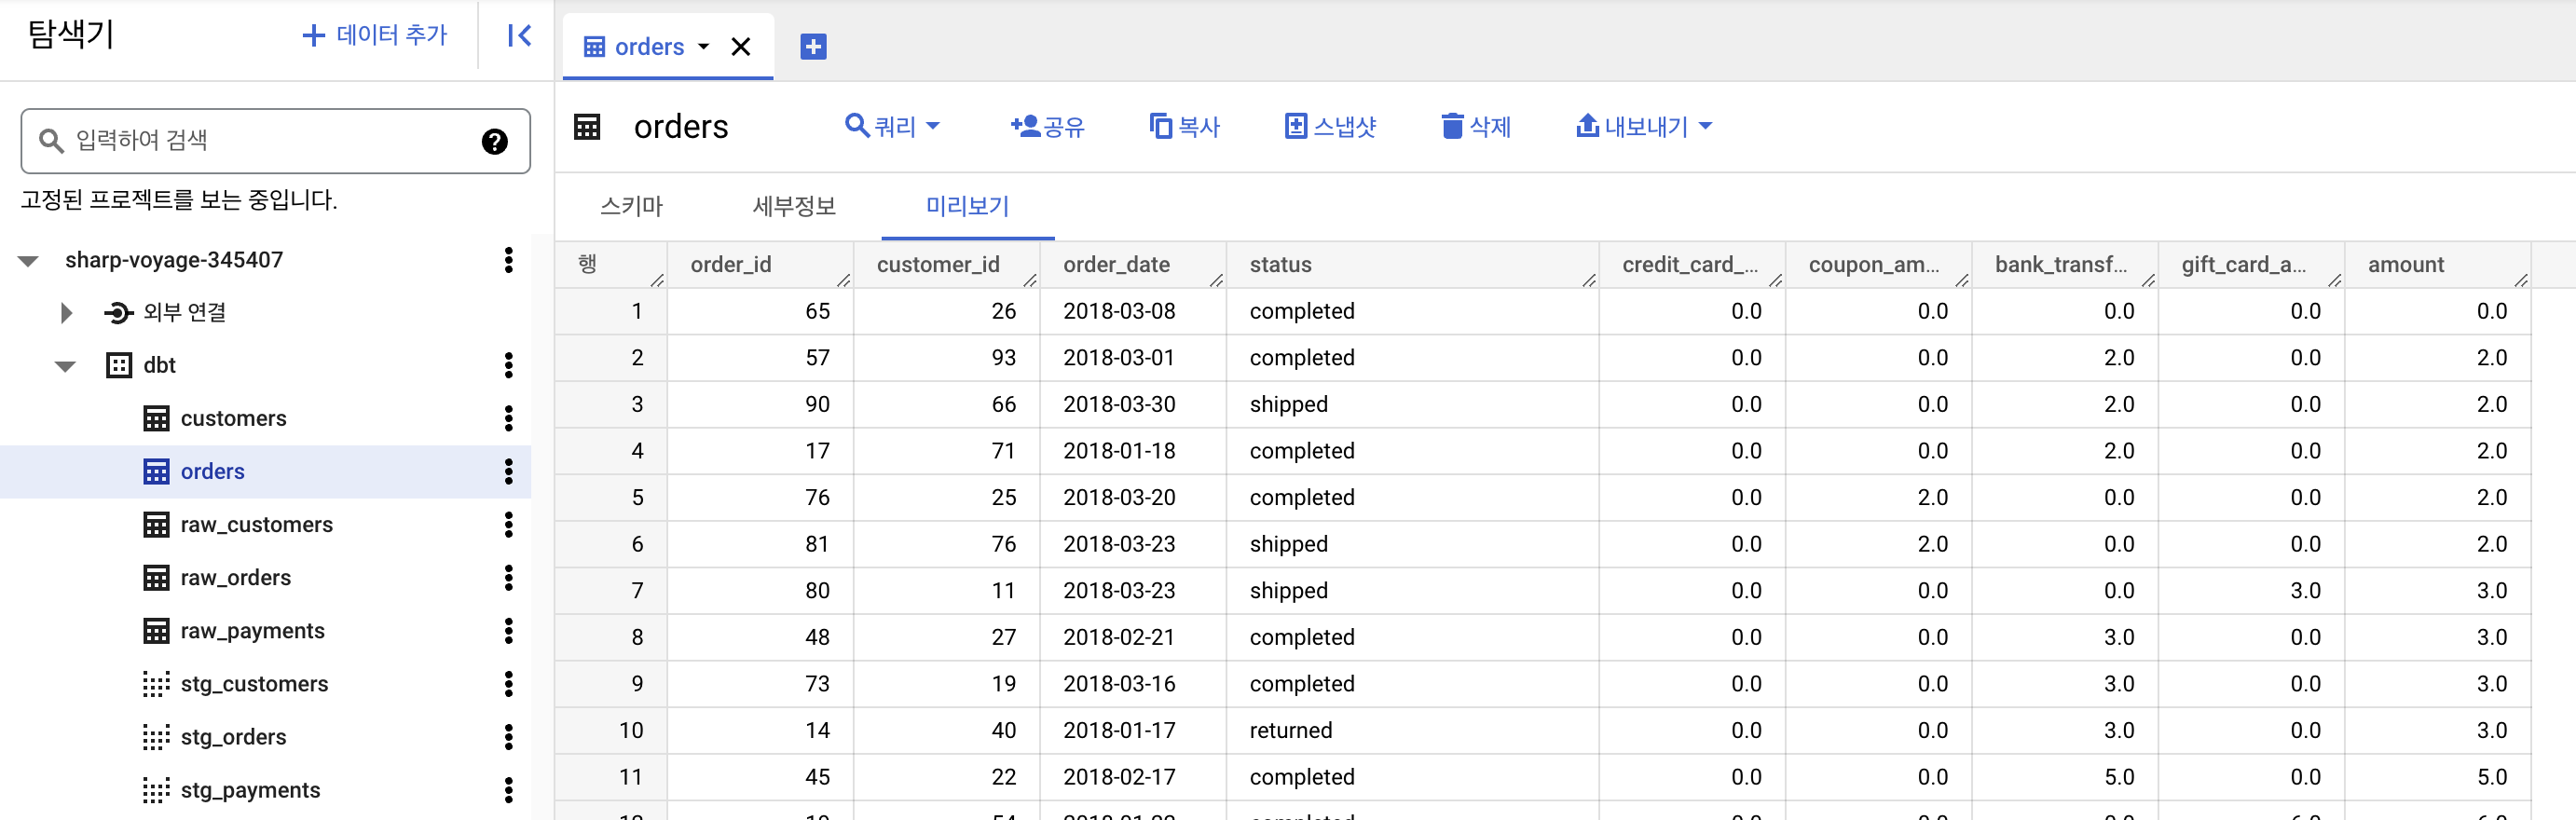 탐색기
데이터 추가
입력하여 검색
고정된 프로젝트를 보는 중입니다.
sharp-voyage-345407
외부 연결
dbt
customers
orders
raw_customers
raw_orders
raw_payments
stg_customers
stg_orders
stg_payments
orders
orders 쿼리 공유 복사 스냅샷 삭제 내보내기
스키마 세부정보 미리보기
행 order_id customer_id order_date status credit_card_... coupon_am... bank_transf... gift_card_a... amount
1 65 26 2018-03-08 completed 0.0 0.0 0.0 0.0 0.0
2 57 93 2018-03-01 completed 0.0 0.0 2.0 0.0 2.0
3 90 66 2018-03-30 shipped 0.0 0.0 2.0 0.0 2.0
4 17 71 2018-01-18 completed 0.0 0.0 2.0 0.0 2.0
5 76 25 2018-03-20 completed 0.0 2.0 0.0 0.0 2.0
6 81 76 2018-03-23 shipped 0.0 2.0 0.0 0.0 2.0
7 80 11 2018-03-23 shipped 0.0 0.0 0.0 3.0 3.0
8 48 27 2018-02-21 completed 0.0 0.0 3.0 0.0 3.0
9 73 19 2018-03-16 completed 0.0 0.0 3.0 0.0 3.0
10 14 40 2018-01-17 returned 0.0 0.0 3.0 0.0 3.0
11 45 22 2018-02-17 completed 0.0 0.0 5.0 0.0 5.0